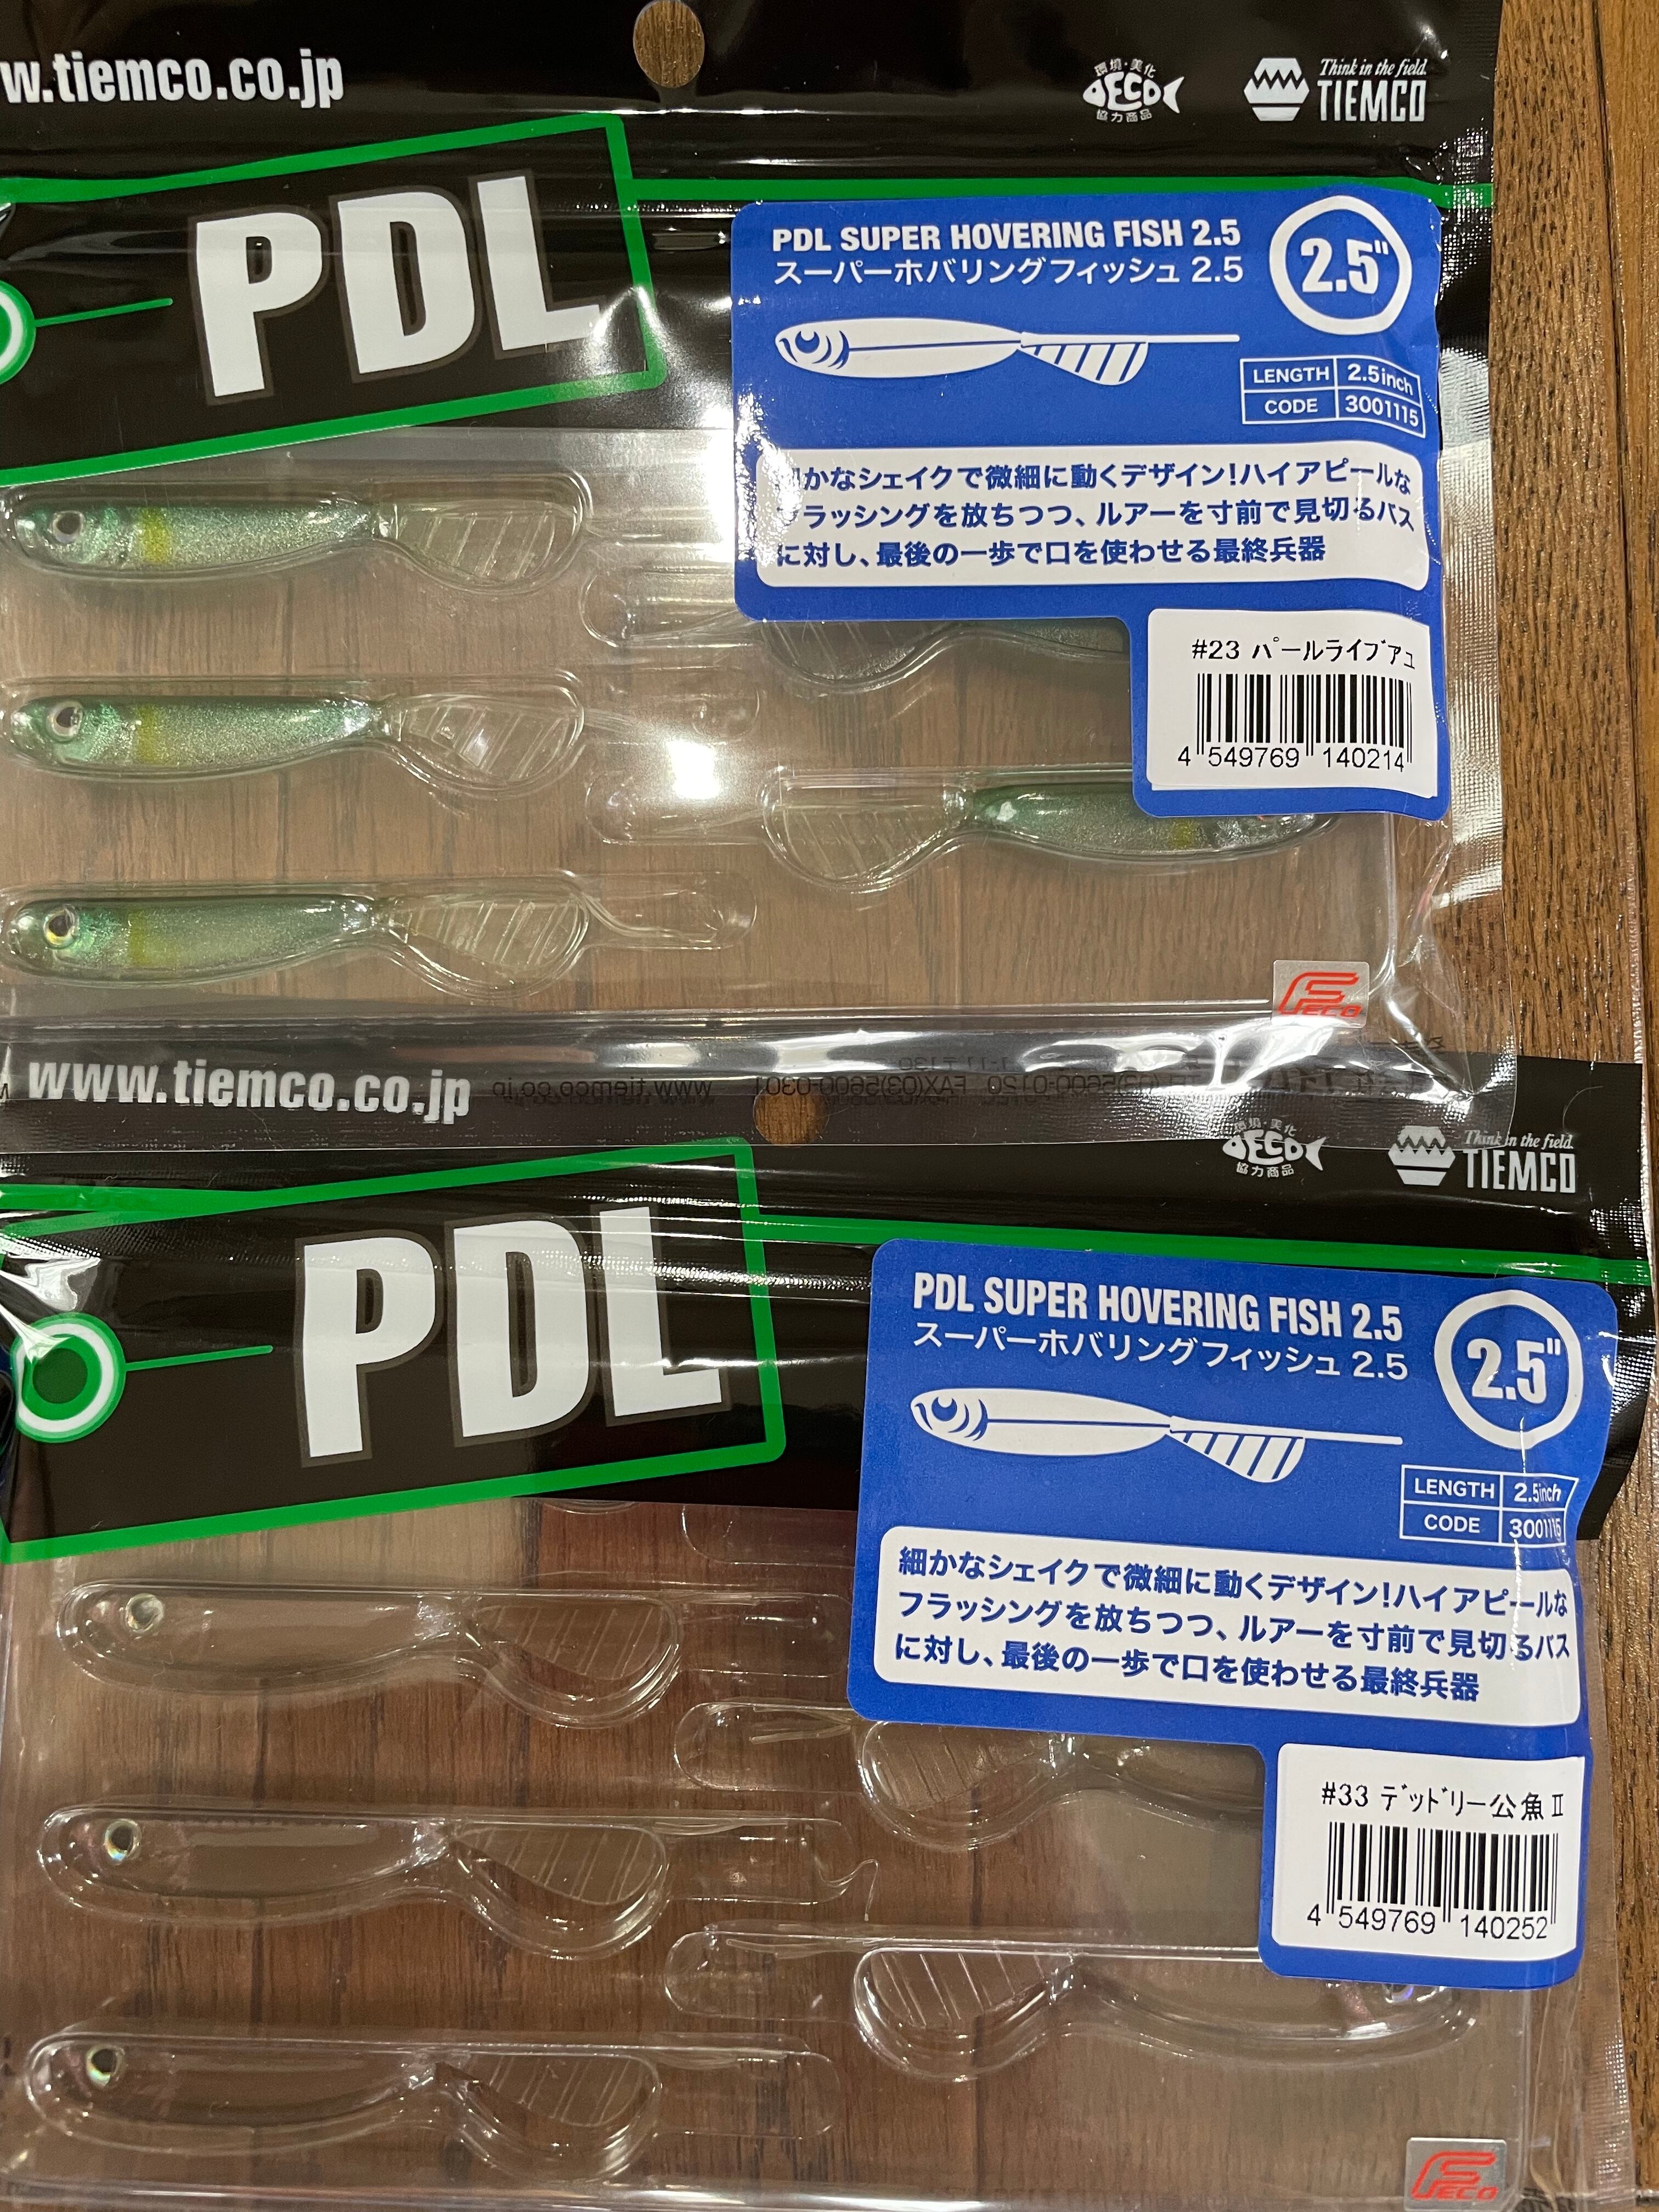 w.tiemco.co.jp
環境・美化
ECO
協力商品
Think in the field.
TIEMCO
PDL
PDL SUPER HOVERING FISH 2.5
スーパーホバリングフィッシュ 2.5
2.5"
LENGTH 2.5inch
CODE 3001115
かなシェイクで微細に動くデザイン!ハイアピールな
フラッシングを放ちつつ、ルアーを寸前で見切るバス
に対し、最後の一歩で口を使わせる最終兵器
#23 パールライブアユ
4 549769 140214
FECO
www.tiemco.co.jp
www.tiemco.co.jp FAX(03)5600-0301
環境・美化
ECO
協力商品
Think in the field.
TIEMCO
PDL
PDL SUPER HOVERING FISH 2.5
スーパーホバリングフィッシュ 2.5
2.5"
LENGTH 2.5inch
CODE 3001115
細かなシェイクで微細に動くデザイン!ハイアピールな
フラッシングを放ちつつ、ルアーを寸前で見切るバス
に対し、最後の一歩で口を使わせる最終兵器
#33 デッドリー公魚Ⅱ
4 549769 140252
FECO